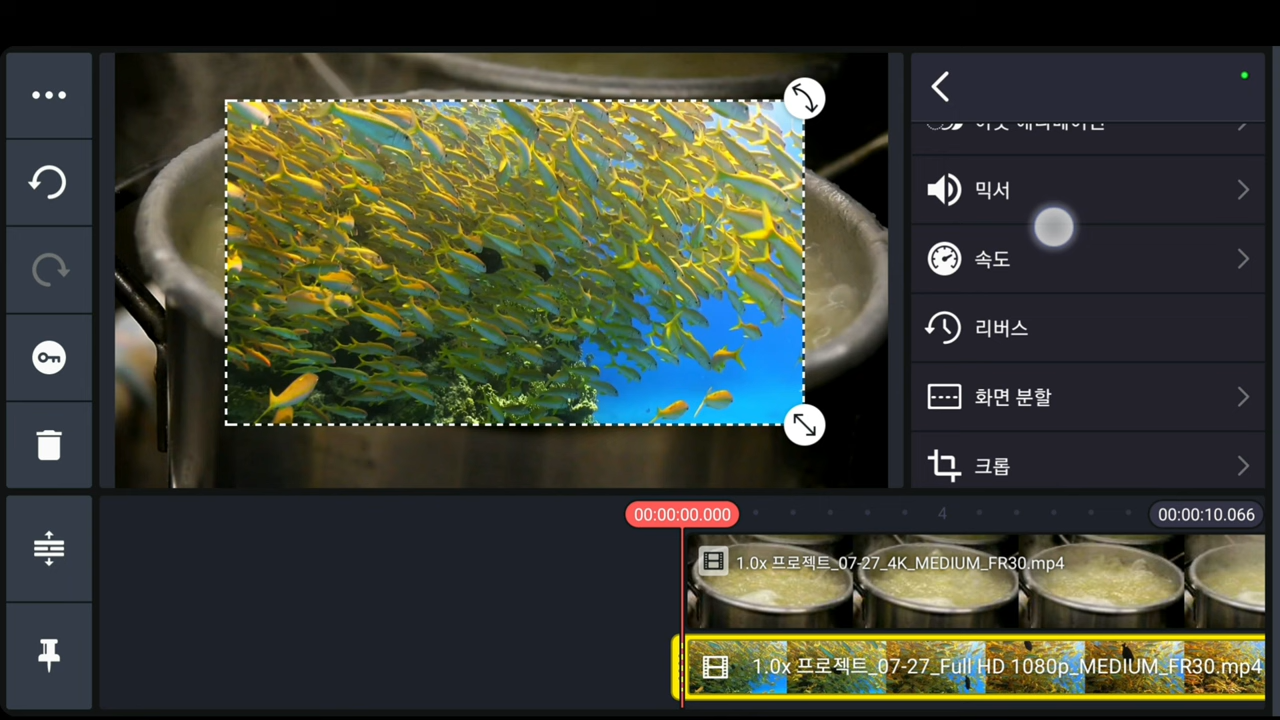 믹서
속도
리버스
화면 분할
크롭
00:00:00.000
4
00:00:10.066
1.0x 프로젝트_07-27_4K_MEDIUM_FR30.mp4
1.0x 프로젝트_07-27_Full HD 1080p_MEDIUM_FR30.mp4